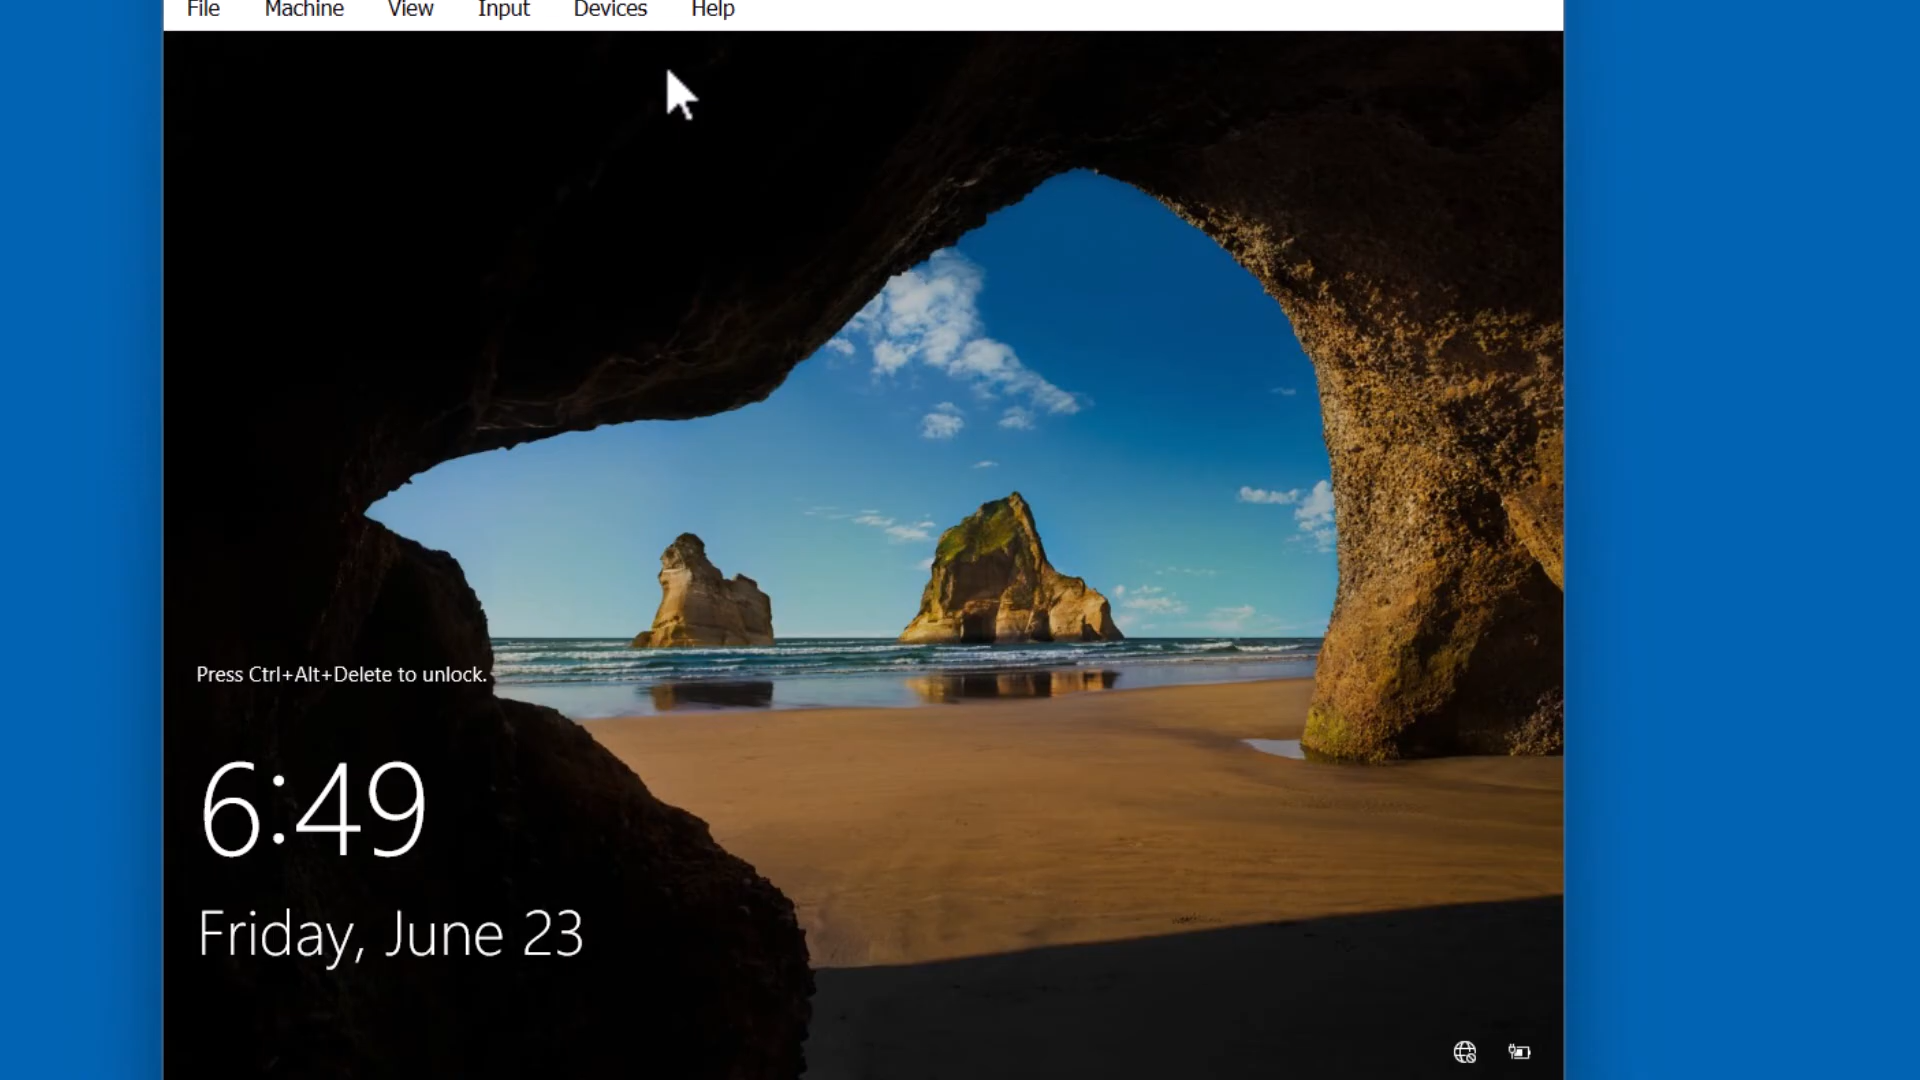 File Machine View Input Devices Help
Press Ctrl+Alt+Delete to unlock.
6:49
Friday, June 23